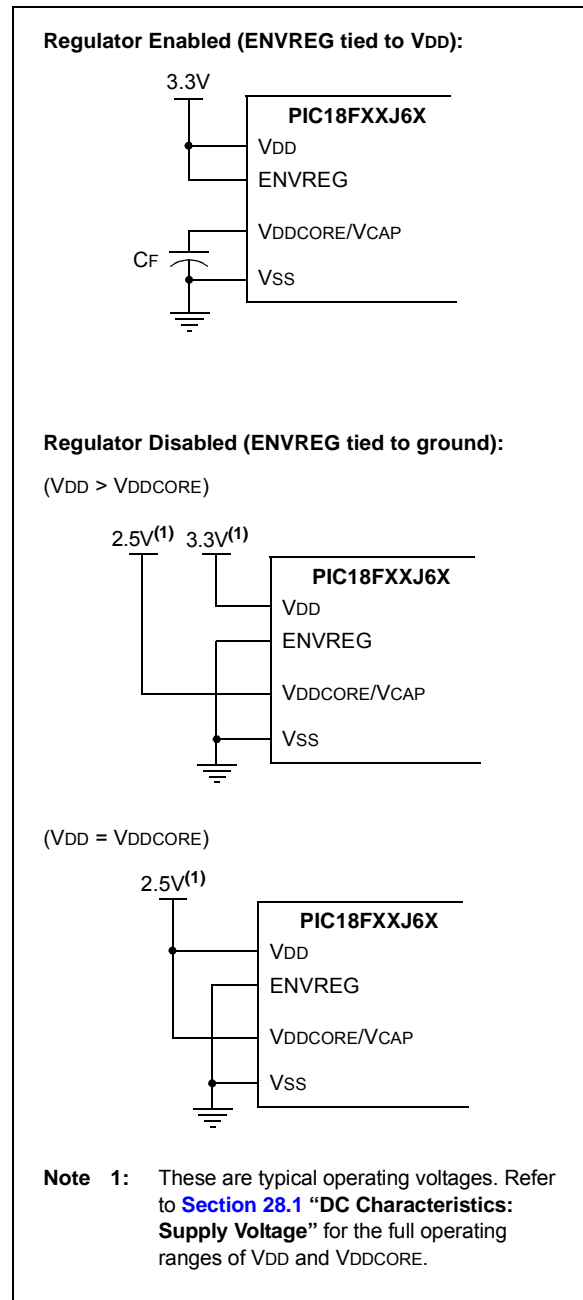 Regulator Enabled (ENVREG tied to VDD):
3.3V
PIC18FXXJ6X
VDD
ENVREG
VDDCORE/VCAP
CF
VSS
Regulator Disabled (ENVREG tied to ground):
(VDD > VDDCORE)
2.5V(1) 3.3V(1)
PIC18FXXJ6X
VDD
ENVREG
VDDCORE/VCAP
VSS
(VDD = VDDCORE)
2.5V(1)
PIC18FXXJ6X
VDD
ENVREG
VDDCORE/VCAP
VSS
Note 1: These are typical operating voltages. Refer
to Section 28.1 “DC Characteristics:
Supply Voltage” for the full operating
ranges of VDD and VDDCORE.